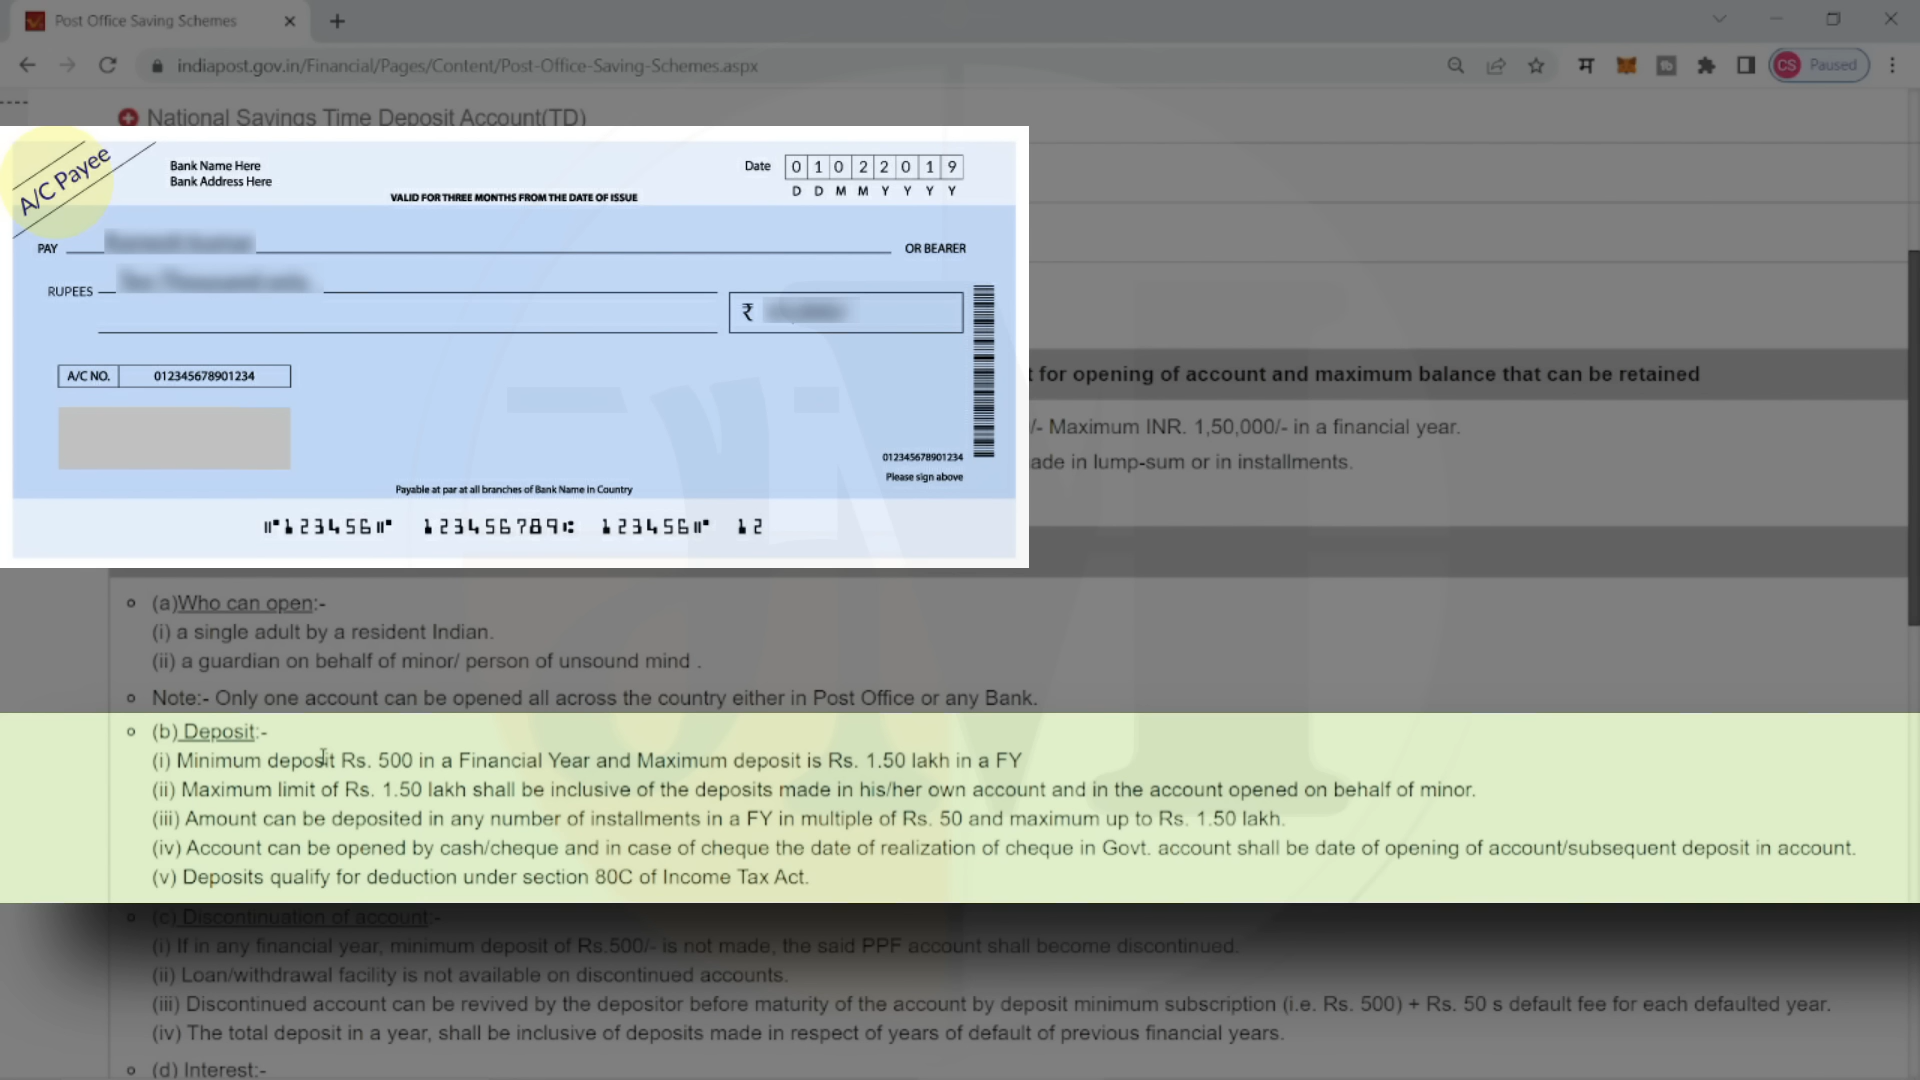 Post Office Saving Schemes
indiapost.gov.in/Financial/Pages/Content/Post-Office-Saving-Schemes.aspx
म
CS Paused
National Savings Time Deposit Account(TD)
A/C Payee
Bank Name Here
Bank Address Here
VALID FOR THREE MONTHS FROM THE DATE OF ISSUE
Date 0 1 0 2 2 0 1 9
D D M M Y Y Y Y
PAY
OR BEARER
RUPEES
₹
A/C NO. 012345678901234
012345678901234
Please sign above
Payable at par at all branches of Bank Name in Country
⑈123456⑈ 123456789⑆ 123456⑈ 12
t for opening of account and maximum balance that can be retained
/- Maximum INR. 1,50,000/- in a financial year.
ade in lump-sum or in installments.
(a)Who can open:-
(i) a single adult by a resident Indian.
(ii) a guardian on behalf of minor/ person of unsound mind .
Note:- Only one account can be opened all across the country either in Post Office or any Bank.
(b) Deposit:-
(i) Minimum deposit Rs. 500 in a Financial Year and Maximum deposit is Rs. 1.50 lakh in a FY
(ii) Maximum limit of Rs. 1.50 lakh shall be inclusive of the deposits made in his/her own account and in the account opened on behalf of minor.
(iii) Amount can be deposited in any number of installments in a FY in multiple of Rs. 50 and maximum up to Rs. 1.50 lakh.
(iv) Account can be opened by cash/cheque and in case of cheque the date of realization of cheque in Govt. account shall be date of opening of account/subsequent deposit in account.
(v) Deposits qualify for deduction under section 80C of Income Tax Act.
(c) Discontinuation of account:-
(i) If in any financial year, minimum deposit of Rs.500/- is not made, the said PPF account shall become discontinued.
(ii) Loan/withdrawal facility is not available on discontinued accounts.
(iii) Discontinued account can be revived by the depositor before maturity of the account by deposit minimum subscription (i.e. Rs. 500) + Rs. 50 s default fee for each defaulted year.
(iv) The total deposit in a year, shall be inclusive of deposits made in respect of years of default of previous financial years.
(d) Interest:-